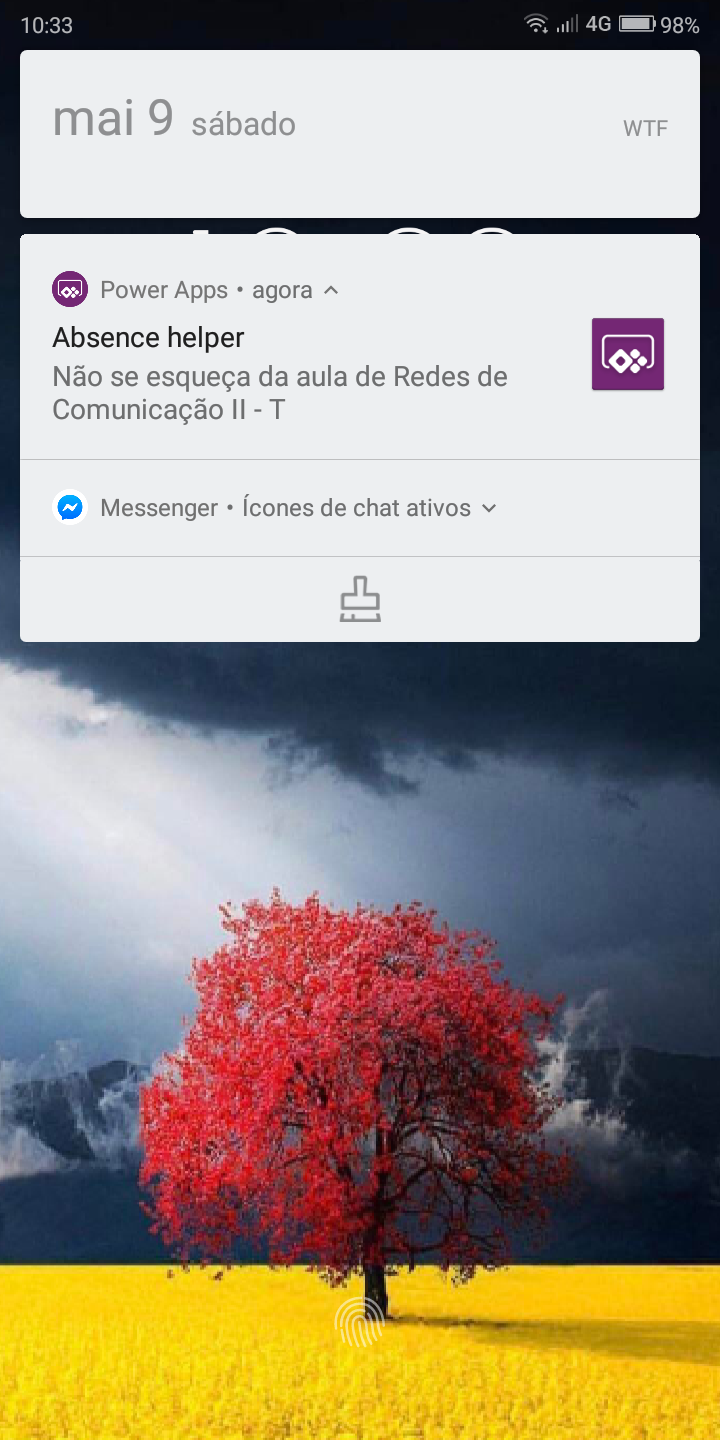 10:33 4G 98%
mai 9 sábado WTF
Power Apps • agora
Absence helper
Não se esqueça da aula de Redes de
Comunicação II - T
Messenger • Ícones de chat ativos